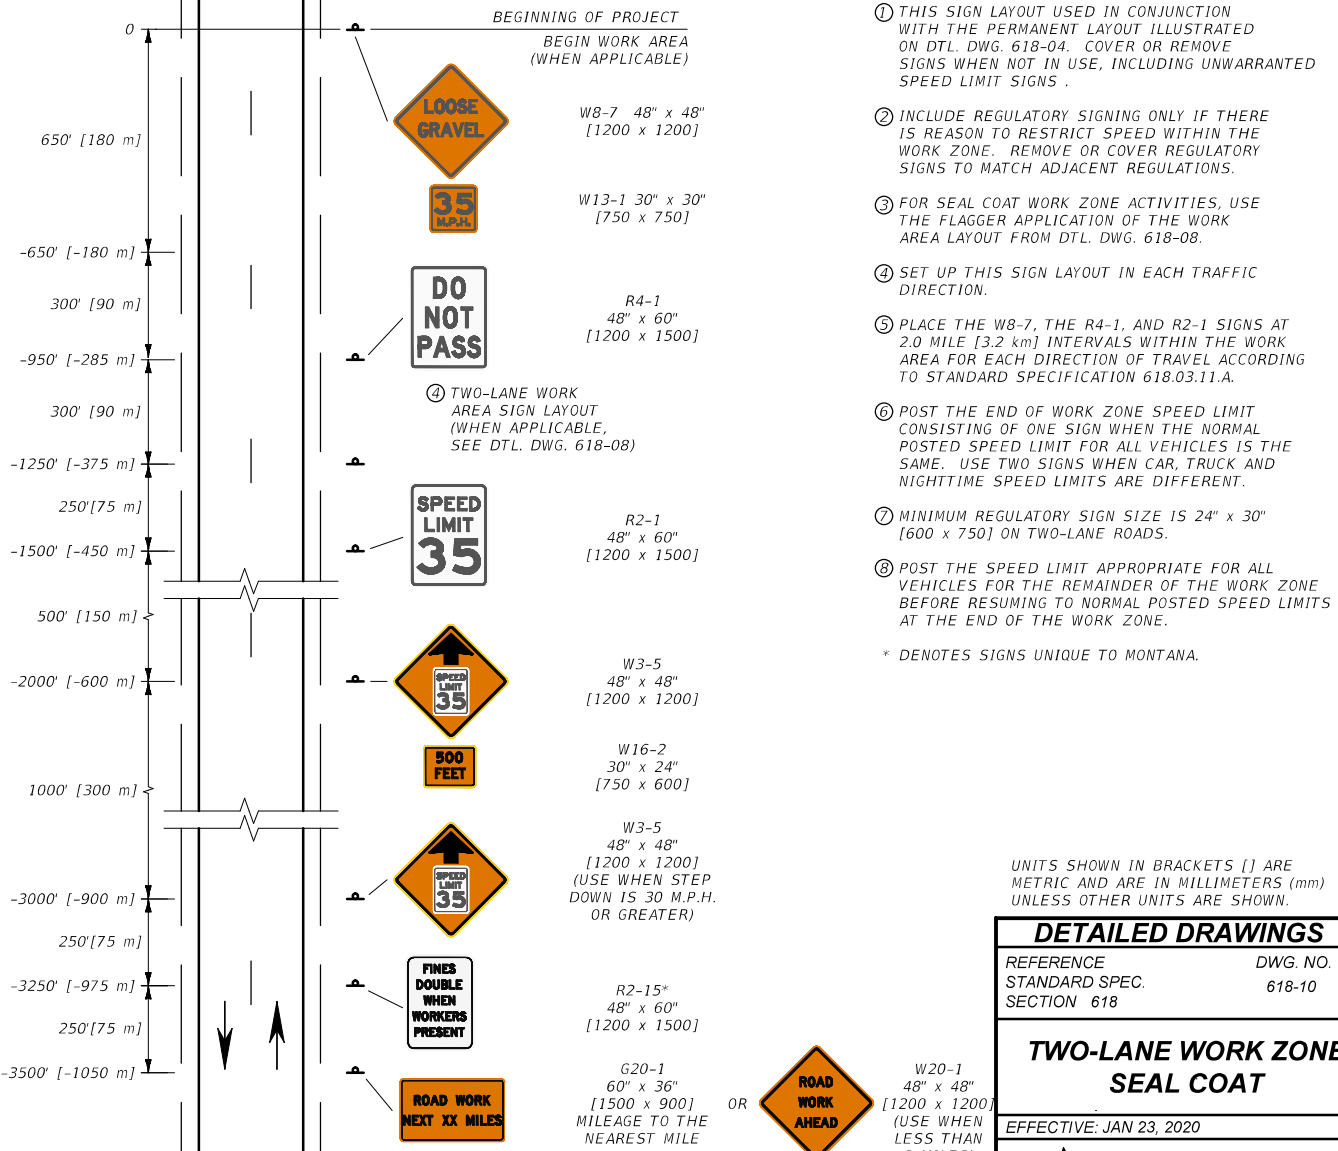 BEGINNING OF PROJECT
0
BEGIN WORK AREA
(WHEN APPLICABLE)
LOOSE
GRAVEL
W8-7 48" x 48"
[1200 x 1200]
650' [180 m]
35
M.P.H.
W13-1 30" x 30"
[750 x 750]
-650' [-180 m]
300' [90 m]
DO
NOT
PASS
R4-1
48" x 60"
[1200 x 1500]
-950' [-285 m]
④ TWO-LANE WORK
AREA SIGN LAYOUT
(WHEN APPLICABLE,
SEE DTL. DWG. 618-08)
300' [90 m]
-1250' [-375 m]
250'[75 m]
SPEED
LIMIT
35
R2-1
48" x 60"
[1200 x 1500]
-1500' [-450 m]
500' [150 m]
SPEED
LIMIT
35
W3-5
48" x 48"
[1200 x 1200]
-2000' [-600 m]
500
FEET
W16-2
30" x 24"
[750 x 600]
1000' [300 m]
SPEED
LIMIT
35
W3-5
48" x 48"
[1200 x 1200]
(USE WHEN STEP
DOWN IS 30 M.P.H.
OR GREATER)
-3000' [-900 m]
250'[75 m]
FINES
DOUBLE
WHEN
WORKERS
PRESENT
R2-15*
48" x 60"
[1200 x 1500]
-3250' [-975 m]
250'[75 m]
-3500' [-1050 m]
ROAD WORK
NEXT XX MILES
G20-1
60" x 36"
[1500 x 900]
MILEAGE TO THE
NEAREST MILE
OR
ROAD
WORK
AHEAD
W20-1
48" x 48"
[1200 x 1200]
(USE WHEN
LESS THAN
① THIS SIGN LAYOUT USED IN CONJUNCTION
WITH THE PERMANENT LAYOUT ILLUSTRATED
ON DTL. DWG. 618-04. COVER OR REMOVE
SIGNS WHEN NOT IN USE, INCLUDING UNWARRANTED
SPEED LIMIT SIGNS .
② INCLUDE REGULATORY SIGNING ONLY IF THERE
IS REASON TO RESTRICT SPEED WITHIN THE
WORK ZONE. REMOVE OR COVER REGULATORY
SIGNS TO MATCH ADJACENT REGULATIONS.
③ FOR SEAL COAT WORK ZONE ACTIVITIES, USE
THE FLAGGER APPLICATION OF THE WORK
AREA LAYOUT FROM DTL. DWG. 618-08.
④ SET UP THIS SIGN LAYOUT IN EACH TRAFFIC
DIRECTION.
⑤ PLACE THE W8-7, THE R4-1, AND R2-1 SIGNS AT
2.0 MILE [3.2 km] INTERVALS WITHIN THE WORK
AREA FOR EACH DIRECTION OF TRAVEL ACCORDING
TO STANDARD SPECIFICATION 618.03.11.A.
⑥ POST THE END OF WORK ZONE SPEED LIMIT
CONSISTING OF ONE SIGN WHEN THE NORMAL
POSTED SPEED LIMIT FOR ALL VEHICLES IS THE
SAME. USE TWO SIGNS WHEN CAR, TRUCK AND
NIGHTTIME SPEED LIMITS ARE DIFFERENT.
⑦ MINIMUM REGULATORY SIGN SIZE IS 24" x 30"
[600 x 750] ON TWO-LANE ROADS.
⑧ POST THE SPEED LIMIT APPROPRIATE FOR ALL
VEHICLES FOR THE REMAINDER OF THE WORK ZONE
BEFORE RESUMING TO NORMAL POSTED SPEED LIMITS
AT THE END OF THE WORK ZONE.
* DENOTES SIGNS UNIQUE TO MONTANA.
UNITS SHOWN IN BRACKETS [] ARE
METRIC AND ARE IN MILLIMETERS (mm)
UNLESS OTHER UNITS ARE SHOWN.
DETAILED DRAWINGS
REFERENCE
STANDARD SPEC.
SECTION 618
DWG. NO.
618-10
TWO-LANE WORK ZONE
SEAL COAT
EFFECTIVE: JAN 23, 2020